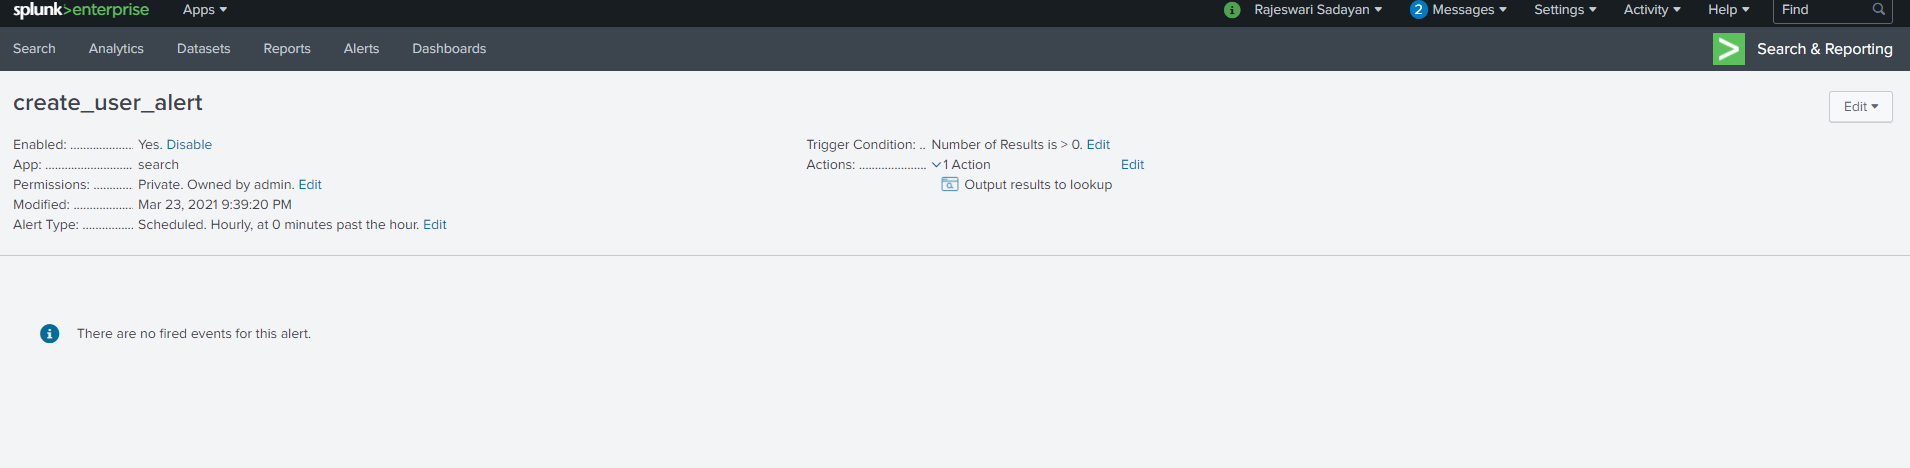 splunk>enterprise Apps Rajeswari Sadayan 2 Messages Settings Activity Help Find
Search Analytics Datasets Reports Alerts Dashboards Search & Reporting
create_user_alert
Edit
Enabled: ................... Yes. Disable
App: .......................... search
Permissions: ............ Private. Owned by admin. Edit
Modified: .................. Mar 23, 2021 9:39:20 PM
Alert Type: ............... Scheduled. Hourly, at 0 minutes past the hour. Edit
Trigger Condition: .. Number of Results is > 0. Edit
Actions: ..................... 1 Action Edit
Output results to lookup
There are no fired events for this alert.